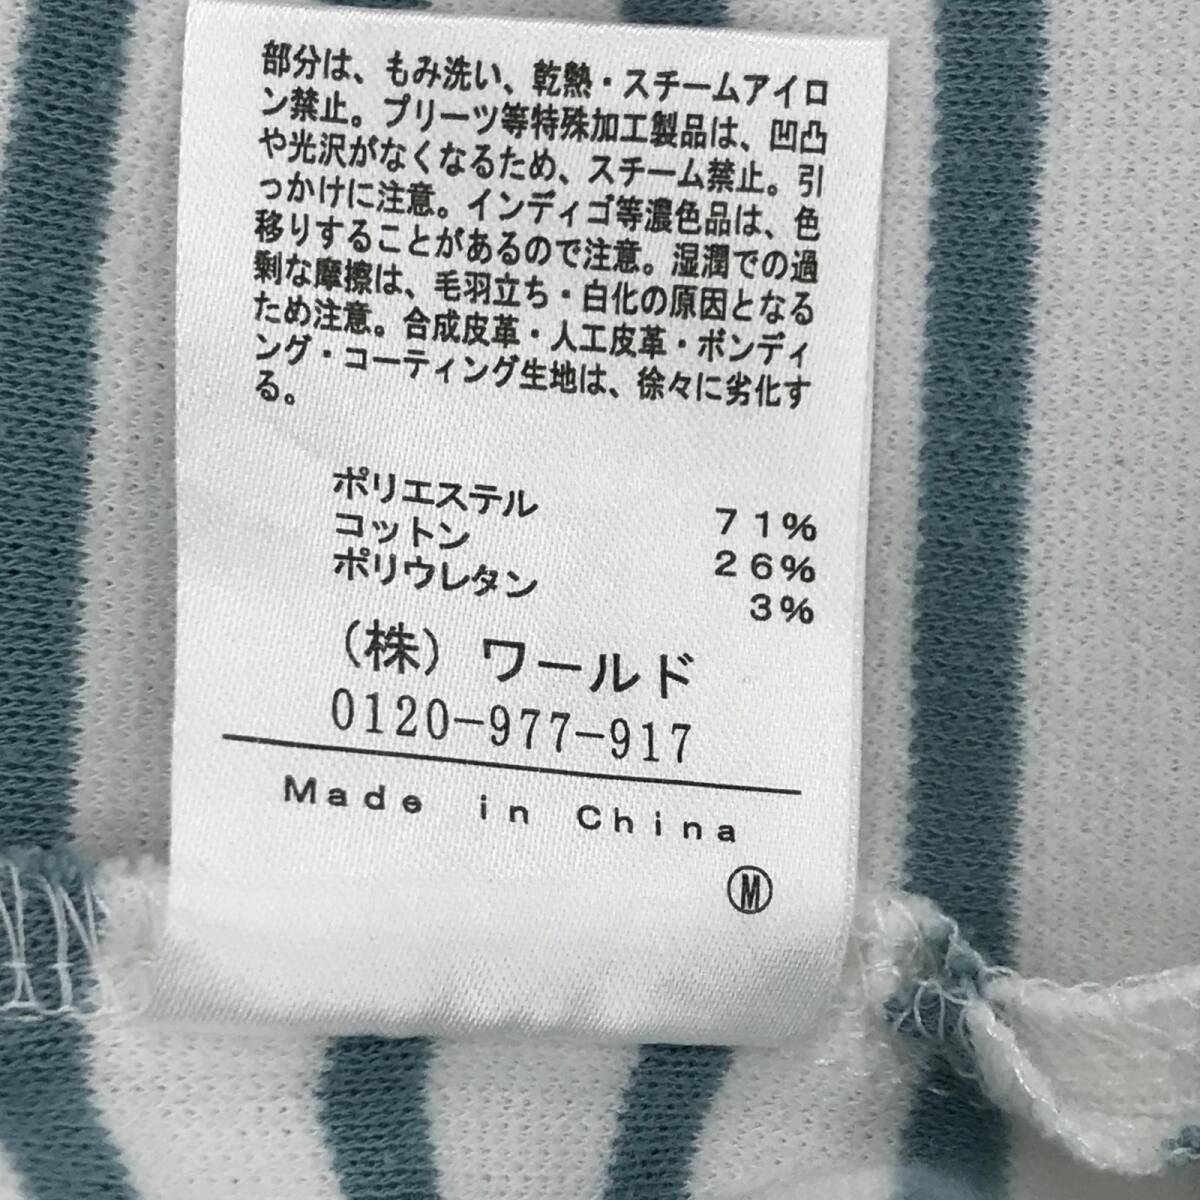 部分は、もみ洗い、乾熱・スチームアイロ
ン禁止。プリーツ等特殊加工製品は、凹凸
や光沢がなくなるため、スチーム禁止。引
っかけに注意。インディゴ等濃色品は、色
移りすることがあるので注意。湿潤での過
剰な摩擦は、毛羽立ち・白化の原因となる
ため注意。合成皮革・人工皮革・ボンディ
ング・コーティング生地は、徐々に劣化す
る。
ポリエステル 71%
コットン 26%
ポリウレタン 3%
(株) ワールド
0120-977-917
Made in China
Ⓜ